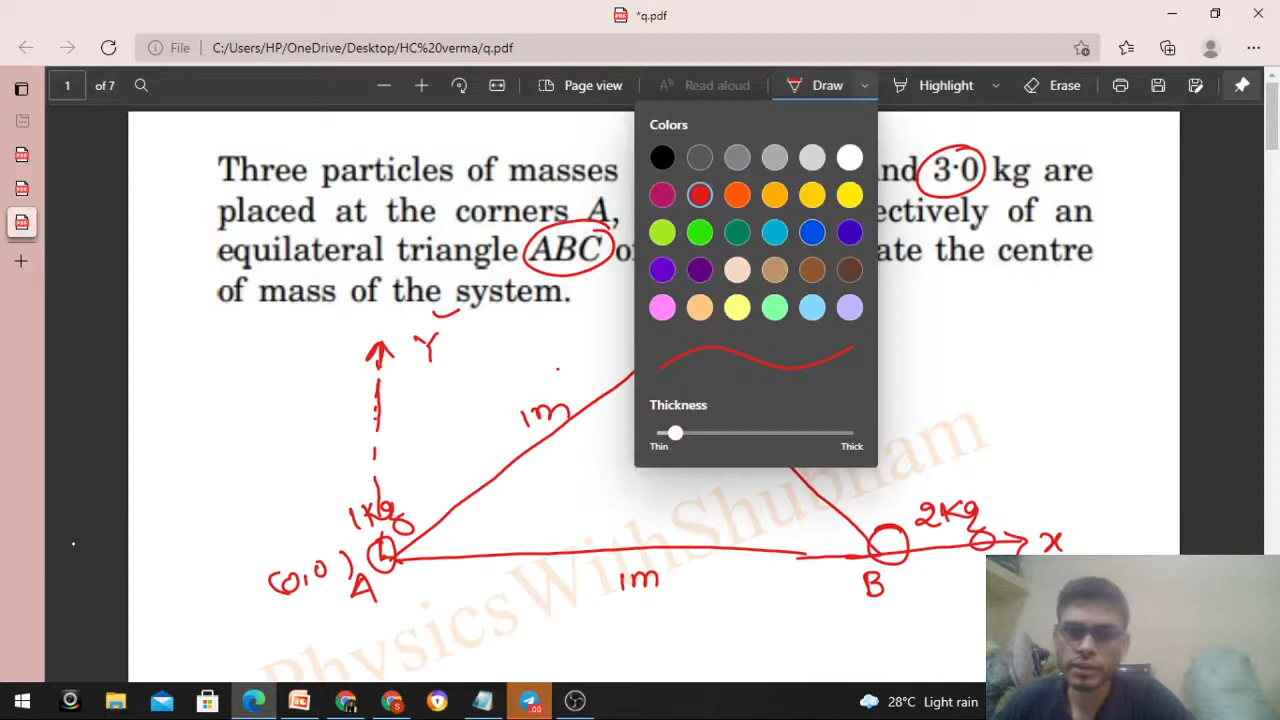 *q.pdf
File C:/Users/HP/OneDrive/Desktop/HC%20verma/q.pdf
1 of 7 Page view Read aloud Draw Highlight Erase
Colors
Three particles of masses nd 3·0 kg are
placed at the corners A, ectively of an
equilateral triangle ABC o ate the centre
of mass of the system.
Y
1m
Thickness
Thin Thick
1kg
2Kg
x
(0,0)
A
1m
B
PhysicsWithShubham
.00
28°C Light rain